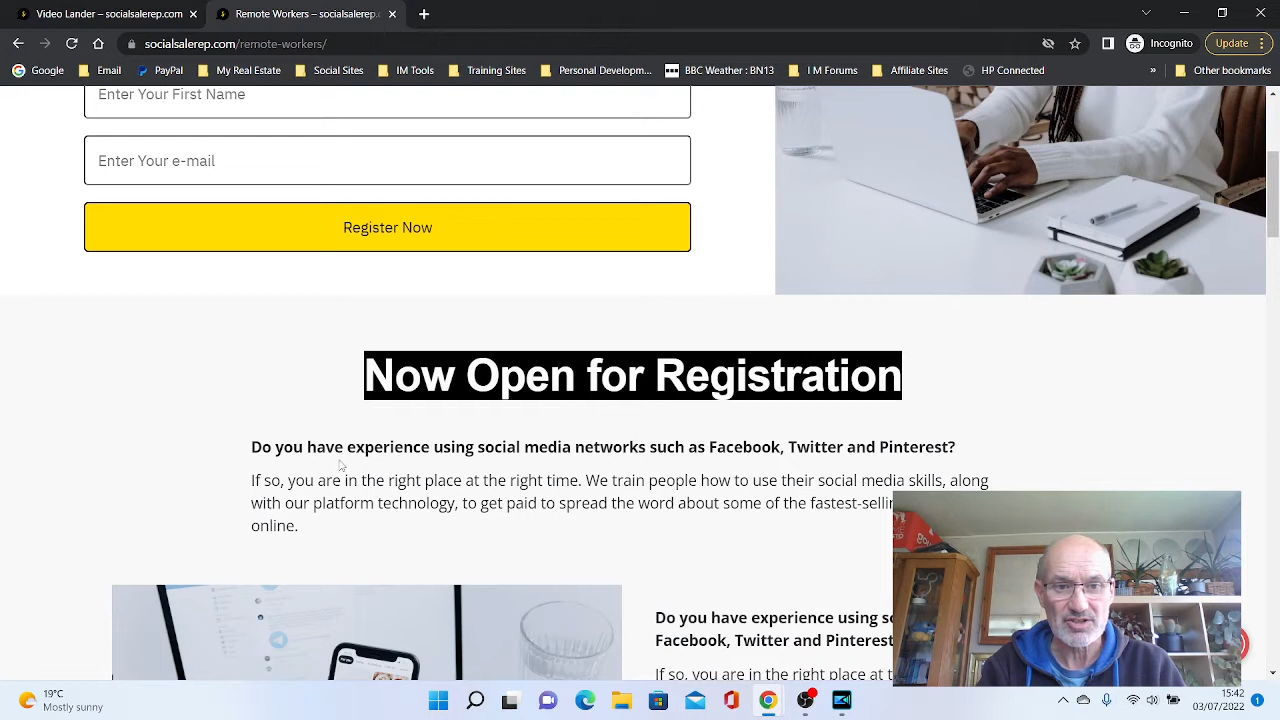 Video Lander – socialsalerep.com
Remote Workers – socialsalerep.c
socialsalerep.com/remote-workers/
Incognito
Update
Google
Email
PayPal
My Real Estate
Social Sites
IM Tools
Training Sites
Personal Developm...
BBC Weather : BN13
I M Forums
Affiliate Sites
HP Connected
»
Other bookmarks
Enter Your First Name
Enter Your e-mail
Register Now
Now Open for Registration
Do you have experience using social media networks such as Facebook, Twitter and Pinterest?
If so, you are in the right place at the right time. We train people how to use their social media skills, along
with our platform technology, to get paid to spread the word about some of the fastest-sellin
online.
Do you have experience using so
Facebook, Twitter and Pinterest
If so, you are in the right place at t
19°C
Mostly sunny
15:42
03/07/2022
1